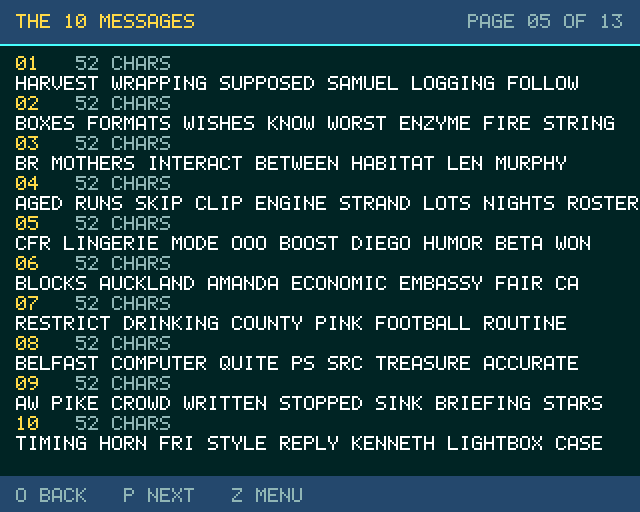 THE 10 MESSAGES PAGE 05 OF 13
01 52 CHARS
HARVEST WRAPPING SUPPOSED SAMUEL LOGGING FOLLOW
02 52 CHARS
BOXES FORMATS WISHES KNOW WORST ENZYME FIRE STRING
03 52 CHARS
BR MOTHERS INTERACT BETWEEN HABITAT LEN MURPHY
04 52 CHARS
AGED RUNS SKIP CLIP ENGINE STRAND LOTS NIGHTS ROSTER
05 52 CHARS
CFR LINGERIE MODE OOO BOOST DIEGO HUMOR BETA WON
06 52 CHARS
BLOCKS AUCKLAND AMANDA ECONOMIC EMBASSY FAIR CA
07 52 CHARS
RESTRICT DRINKING COUNTY PINK FOOTBALL ROUTINE
08 52 CHARS
BELFAST COMPUTER QUITE PS SRC TREASURE ACCURATE
09 52 CHARS
AW PIKE CROWD WRITTEN STOPPED SINK BRIEFING STARS
10 52 CHARS
TIMING HORN FRI STYLE REPLY KENNETH LIGHTBOX CASE
O BACK P NEXT Z MENU